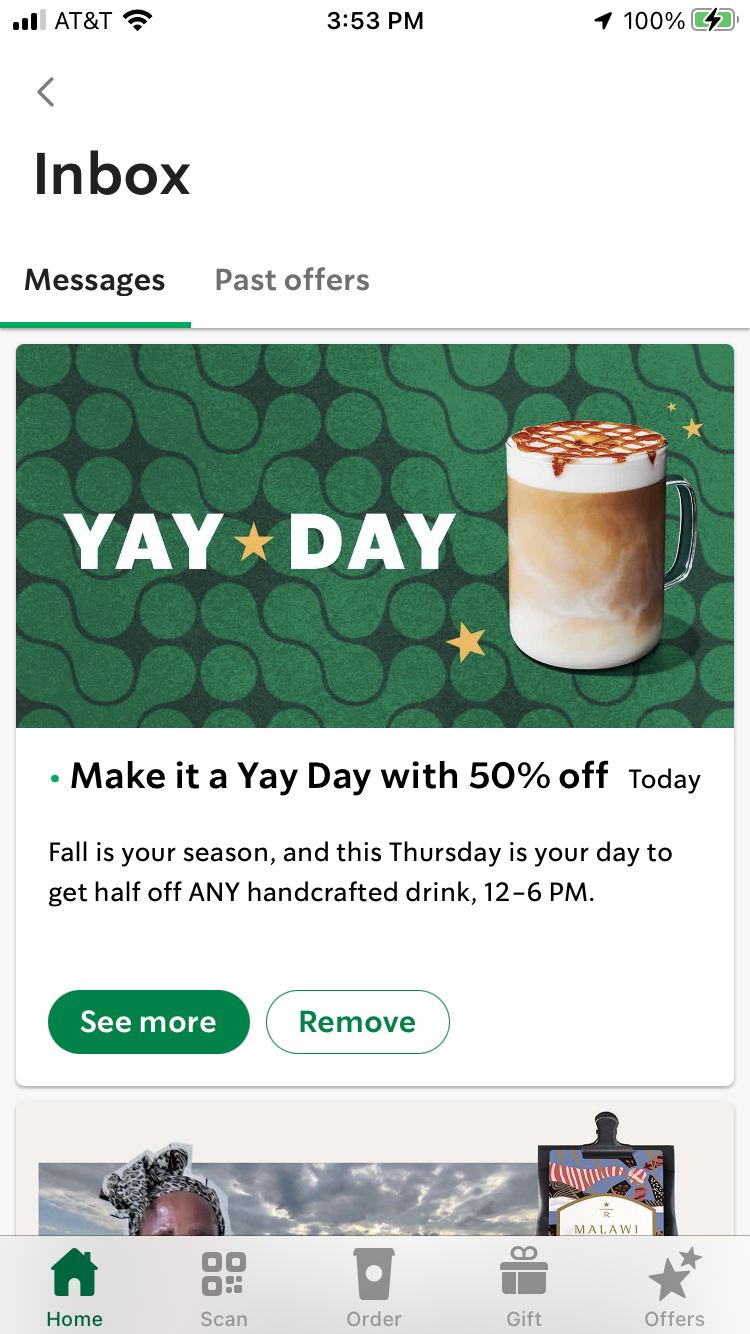 AT&T 3:53 PM 100%
Inbox
Messages Past offers
YAY DAY
Make it a Yay Day with 50% off Today
Fall is your season, and this Thursday is your day to
get half off ANY handcrafted drink, 12–6 PM.
See more Remove
R.
MALAWI
Home Scan Order Gift Offers